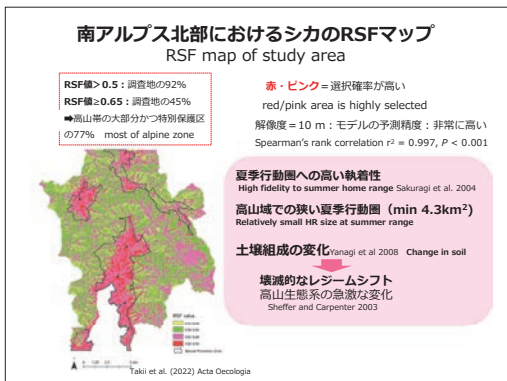 南アルプス北部におけるシカのRSFマップ
RSF map of study area
RSF値＞0.5：調査地の92%
RSF値≥0.65：調査地の45%
➡高山帯の大部分かつ特別保護区
の77%　most of alpine zone
赤・ピンク＝選択確率が高い
red/pink area is highly selected
解像度＝10 m：モデルの予測精度：非常に高い
Spearman's rank correlation r² = 0.997, P < 0.001
夏季行動圏への高い執着性
High fidelity to summer home range Sakuragi et al. 2004
高山域での狭い夏季行動圏（min 4.3km²）
Relatively small HR size at summer range
土壌組成の変化Yanagi et al 2008　Change in soil
壊滅的なレジームシフト
高山生態系の急激な変化
Sheffer and Carpenter 2003
RSF value
Takii et al. (2022) Acta Oecologia